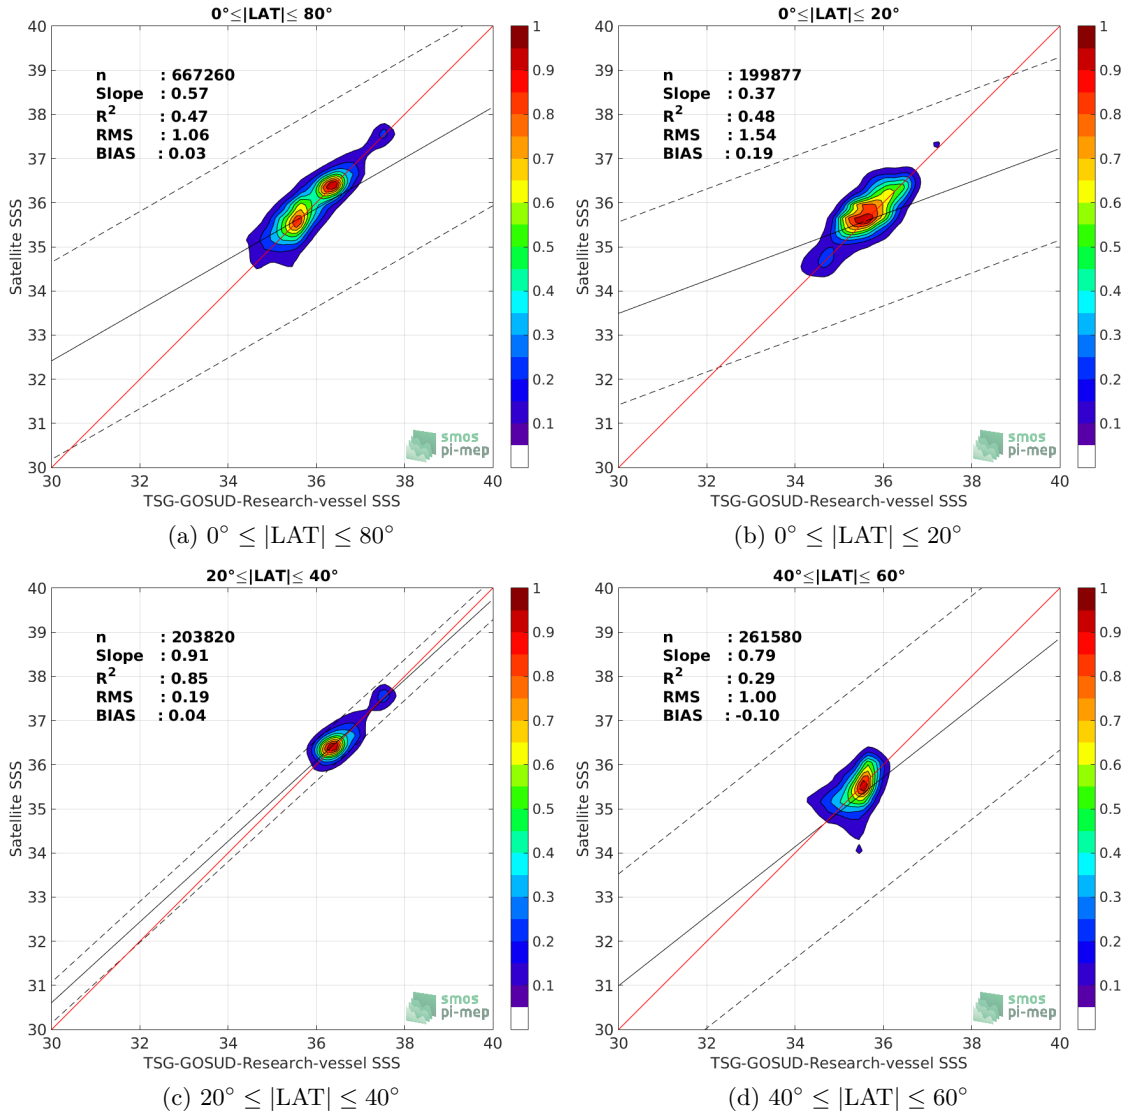 0°≤|LAT|≤ 80°
n : 667260
Slope : 0.57
R² : 0.47
RMS : 1.06
BIAS : 0.03
Satellite SSS
40
39
38
37
36
35
34
33
32
31
30
30 32 34 36 38 40
TSG-GOSUD-Research-vessel SSS
1
0.9
0.8
0.7
0.6
0.5
0.4
0.3
0.2
0.1
smos
pi-mep
(a) 0° ≤ |LAT| ≤ 80°
0°≤|LAT|≤ 20°
n : 199877
Slope : 0.37
R² : 0.48
RMS : 1.54
BIAS : 0.19
Satellite SSS
40
39
38
37
36
35
34
33
32
31
30
30 32 34 36 38 40
TSG-GOSUD-Research-vessel SSS
1
0.9
0.8
0.7
0.6
0.5
0.4
0.3
0.2
0.1
smos
pi-mep
(b) 0° ≤ |LAT| ≤ 20°
20°≤|LAT|≤ 40°
n : 203820
Slope : 0.91
R² : 0.85
RMS : 0.19
BIAS : 0.04
Satellite SSS
40
39
38
37
36
35
34
33
32
31
30
30 32 34 36 38 40
TSG-GOSUD-Research-vessel SSS
1
0.9
0.8
0.7
0.6
0.5
0.4
0.3
0.2
0.1
smos
pi-mep
(c) 20° ≤ |LAT| ≤ 40°
40°≤|LAT|≤ 60°
n : 261580
Slope : 0.79
R² : 0.29
RMS : 1.00
BIAS : -0.10
Satellite SSS
40
39
38
37
36
35
34
33
32
31
30
30 32 34 36 38 40
TSG-GOSUD-Research-vessel SSS
1
0.9
0.8
0.7
0.6
0.5
0.4
0.3
0.2
0.1
smos
pi-mep
(d) 40° ≤ |LAT| ≤ 60°